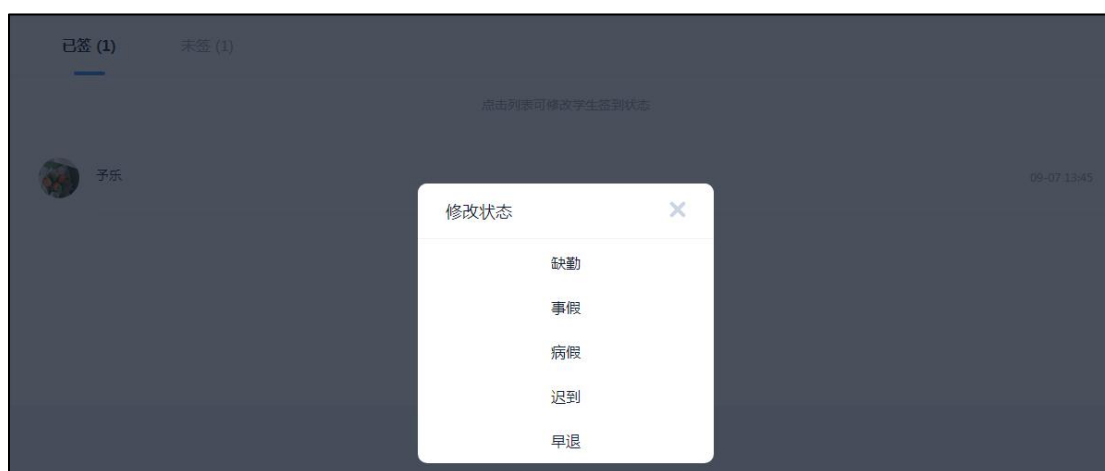 已签 (1)
未签 (1)
点击列表可修改学生签到状态
予乐
09-07 13:45
修改状态
缺勤
事假
病假
迟到
早退